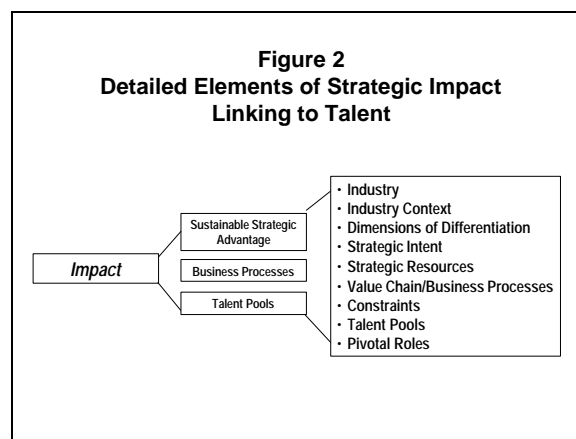 Figure 2
Detailed Elements of Strategic Impact
Linking to Talent
Impact
Sustainable Strategic
Advantage
Business Processes
Talent Pools
· Industry
· Industry Context
· Dimensions of Differentiation
· Strategic Intent
· Strategic Resources
· Value Chain/Business Processes
· Constraints
· Talent Pools
· Pivotal Roles